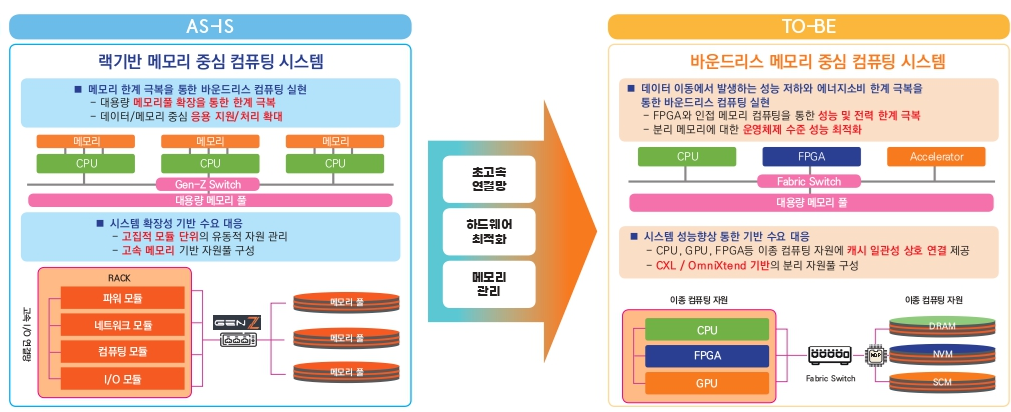 AS-IS
랙기반 메모리 중심 컴퓨팅 시스템
■ 메모리 한계 극복을 통한 바운드리스 컴퓨팅 실현
- 대용량 메모리풀 확장을 통한 한계 극복
- 데이터/메모리 중심 응용 지원/처리 확대
메모리 메모리 메모리
CPU CPU CPU
Gen-Z Switch
대용량 메모리 풀
■ 시스템 확장성 기반 수요 대응
- 고집적 모듈 단위의 유동적 자원 관리
- 고속 메모리 기반 자원풀 구성
RACK
파워 모듈
네트워크 모듈
컴퓨팅 모듈
I/O 모듈
고속 I/O 연결망
GEN Z
메모리 풀
메모리 풀
메모리 풀
초고속
연결망
하드웨어
최적화
메모리
관리
TO-BE
바운드리스 메모리 중심 컴퓨팅 시스템
■ 데이터 이동에서 발생하는 성능 저하와 에너지소비 한계 극복을
통한 바운드리스 컴퓨팅 실현
- FPGA와 인접 메모리 컴퓨팅을 통한 성능 및 전력 한계 극복
- 분리 메모리에 대한 운영체제 수준 성능 최적화
CPU FPGA Accelerator
Fabric Switch
대용량 메모리 풀
■ 시스템 성능향상 통한 기반 수요 대응
- CPU, GPU, FPGA등 이종 컴퓨팅 자원에 캐시 일관성 상호 연결 제공
- CXL / OmniXtend 기반의 분리 자원풀 구성
이종 컴퓨팅 자원
CPU
FPGA
GPU
Fabric Switch
NDP
이종 컴퓨팅 자원
DRAM
NVM
SCM